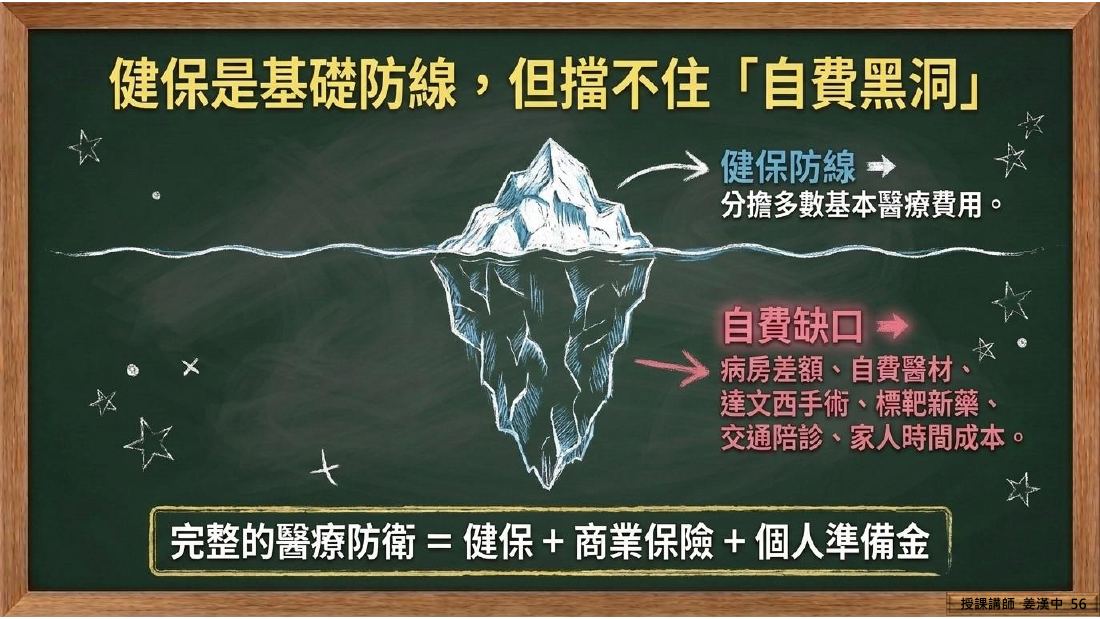 健保是基礎防線，但擋不住「自費黑洞」
健保防線
分擔多數基本醫療費用。
自費缺口
病房差額、自費醫材、
達文西手術、標靶新藥、
交通陪診、家人時間成本。
完整的醫療防衛 = 健保 + 商業保險 + 個人準備金
授課講師 姜漢中 56